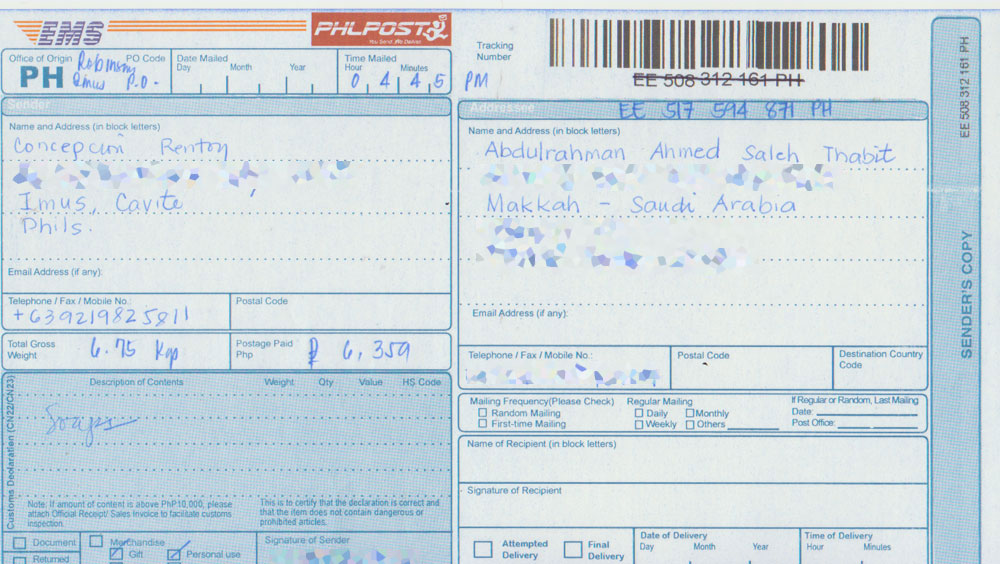 EMS
PHLPOST
You Send. We Deliver.
Tracking Number
EE 508 312 161 PH
EE 517 594 871 PH
EE 508 312 161 PH
SENDER'S COPY
Office of Origin
PO Code
PH
P.O.
Date Mailed
Day Month Year
Time Mailed
Hour Minutes
0 4 4 5 PM
Sender
Name and Address (in block letters)
Imus, Cavite
Phils.
Email Address (if any):
Telephone / Fax / Mobile No.:
+639219825811
Postal Code
Total Gross Weight
6.75 Kgs
Postage Paid Php
₱ 6,359
Addressee
Name and Address (in block letters)
Abdulrahman Ahmed Saleh Thabit
Makkah - Saudi Arabia
Email Address (if any):
Telephone / Fax / Mobile No.:
Postal Code
Destination Country Code
Customs Declaration (CN22/CN23)
Description of Contents Weight Qty Value HS Code
Soaps
Note: If amount of content is above PhP10,000, please
attach Official Receipt/ Sales Invoice to facilitate customs
inspection.
This is to certify that the declaration is correct and
that the item does not contain dangerous or
prohibited articles.
Document
Merchandise
Gift
Personal use
Returned
Signature of Sender
Mailing Frequency(Please Check)
Random Mailing
First-time Mailing
Regular Mailing
Daily Monthly
Weekly Others
If Regular or Random, Last Mailing
Date:
Post Office:
Name of Recipient (in block letters)
Signature of Recipient
Attempted Delivery
Final Delivery
Date of Delivery
Day Month Year
Time of Delivery
Hour Minutes